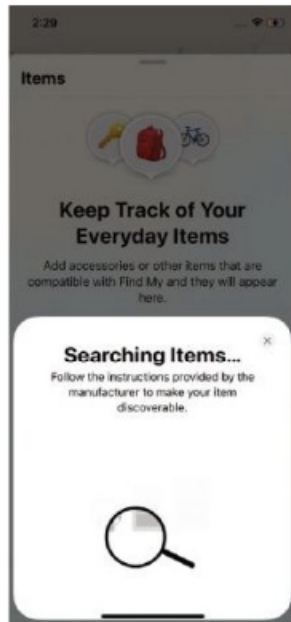 2:29
Items
Keep Track of Your
Everyday Items
Add accessories or other items that are
compatible with Find My and they will appear
here.
Searching Items...
Follow the instructions provided by the
manufacturer to make your item
discoverable.